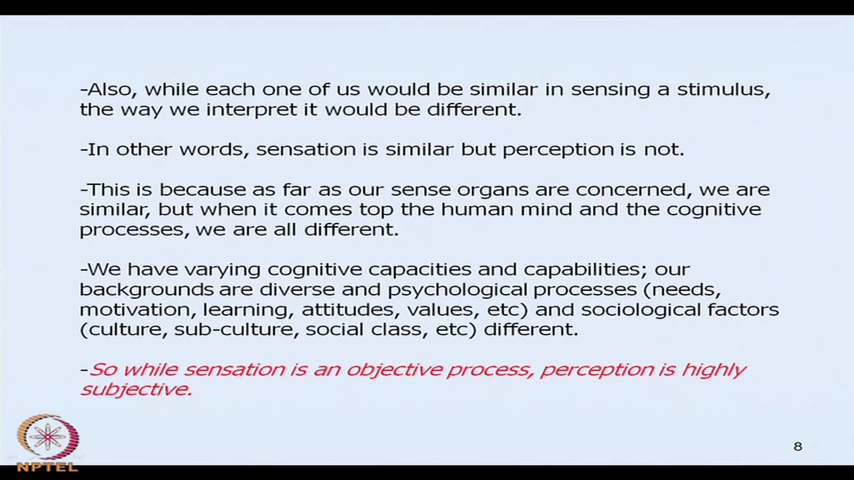 -Also, while each one of us would be similar in sensing a stimulus,
the way we interpret it would be different.
-In other words, sensation is similar but perception is not.
-This is because as far as our sense organs are concerned, we are
similar, but when it comes top the human mind and the cognitive
processes, we are all different.
-We have varying cognitive capacities and capabilities; our
backgrounds are diverse and psychological processes (needs,
motivation, learning, attitudes, values, etc) and sociological factors
(culture, sub-culture, social class, etc) different.
-So while sensation is an objective process, perception is highly
subjective.
NPTEL
8